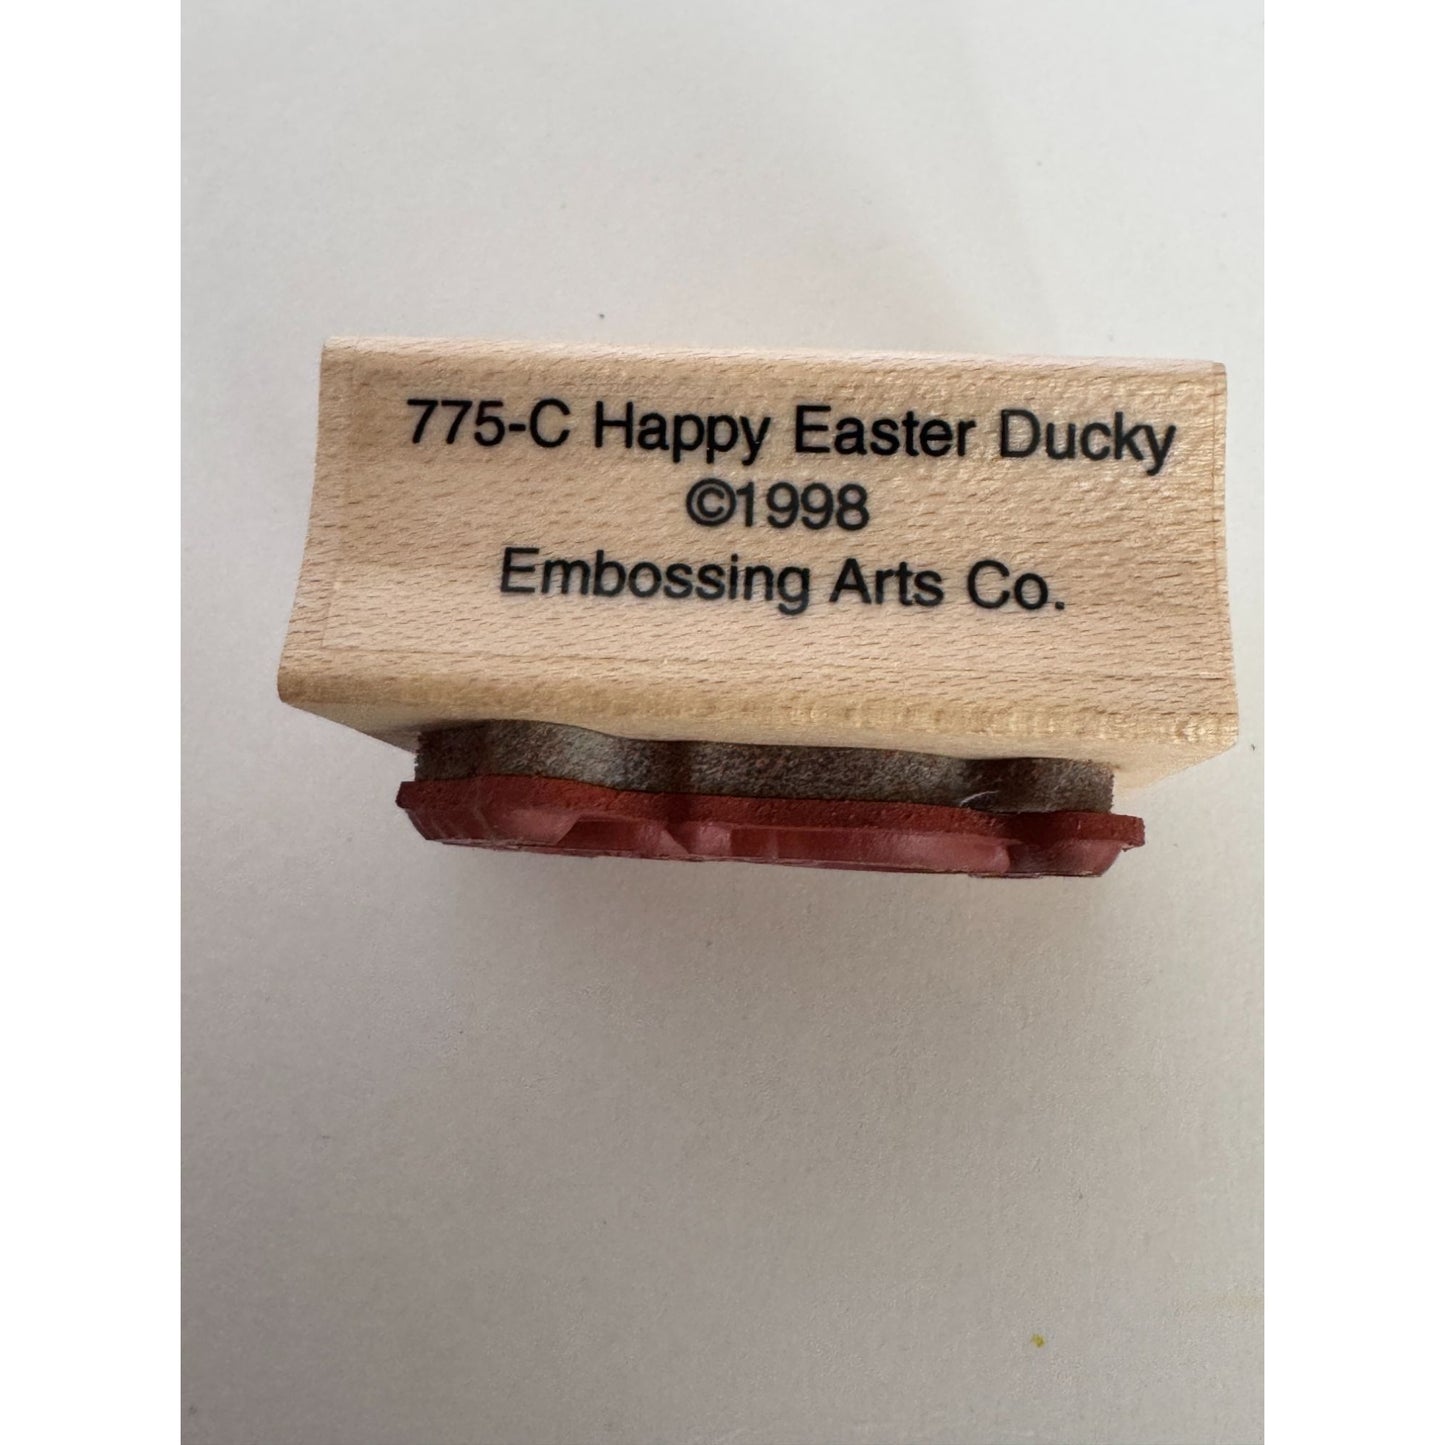 775-C Happy Easter Ducky
©1998
Embossing Arts Co.